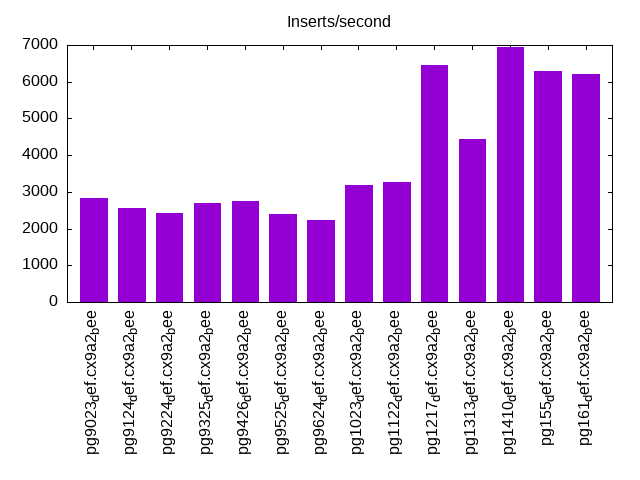 Inserts/second
7000
6000
5000
4000
3000
2000
1000
0
pg9023def.cx9a2bee
pg9124def.cx9a2bee
pg9224def.cx9a2bee
pg9325def.cx9a2bee
pg9426def.cx9a2bee
pg9525def.cx9a2bee
pg9624def.cx9a2bee
pg1023def.cx9a2bee
pg1122def.cx9a2bee
pg1217def.cx9a2bee
pg1313def.cx9a2bee
pg1410def.cx9a2bee
pg155def.cx9a2bee
pg161def.cx9a2bee